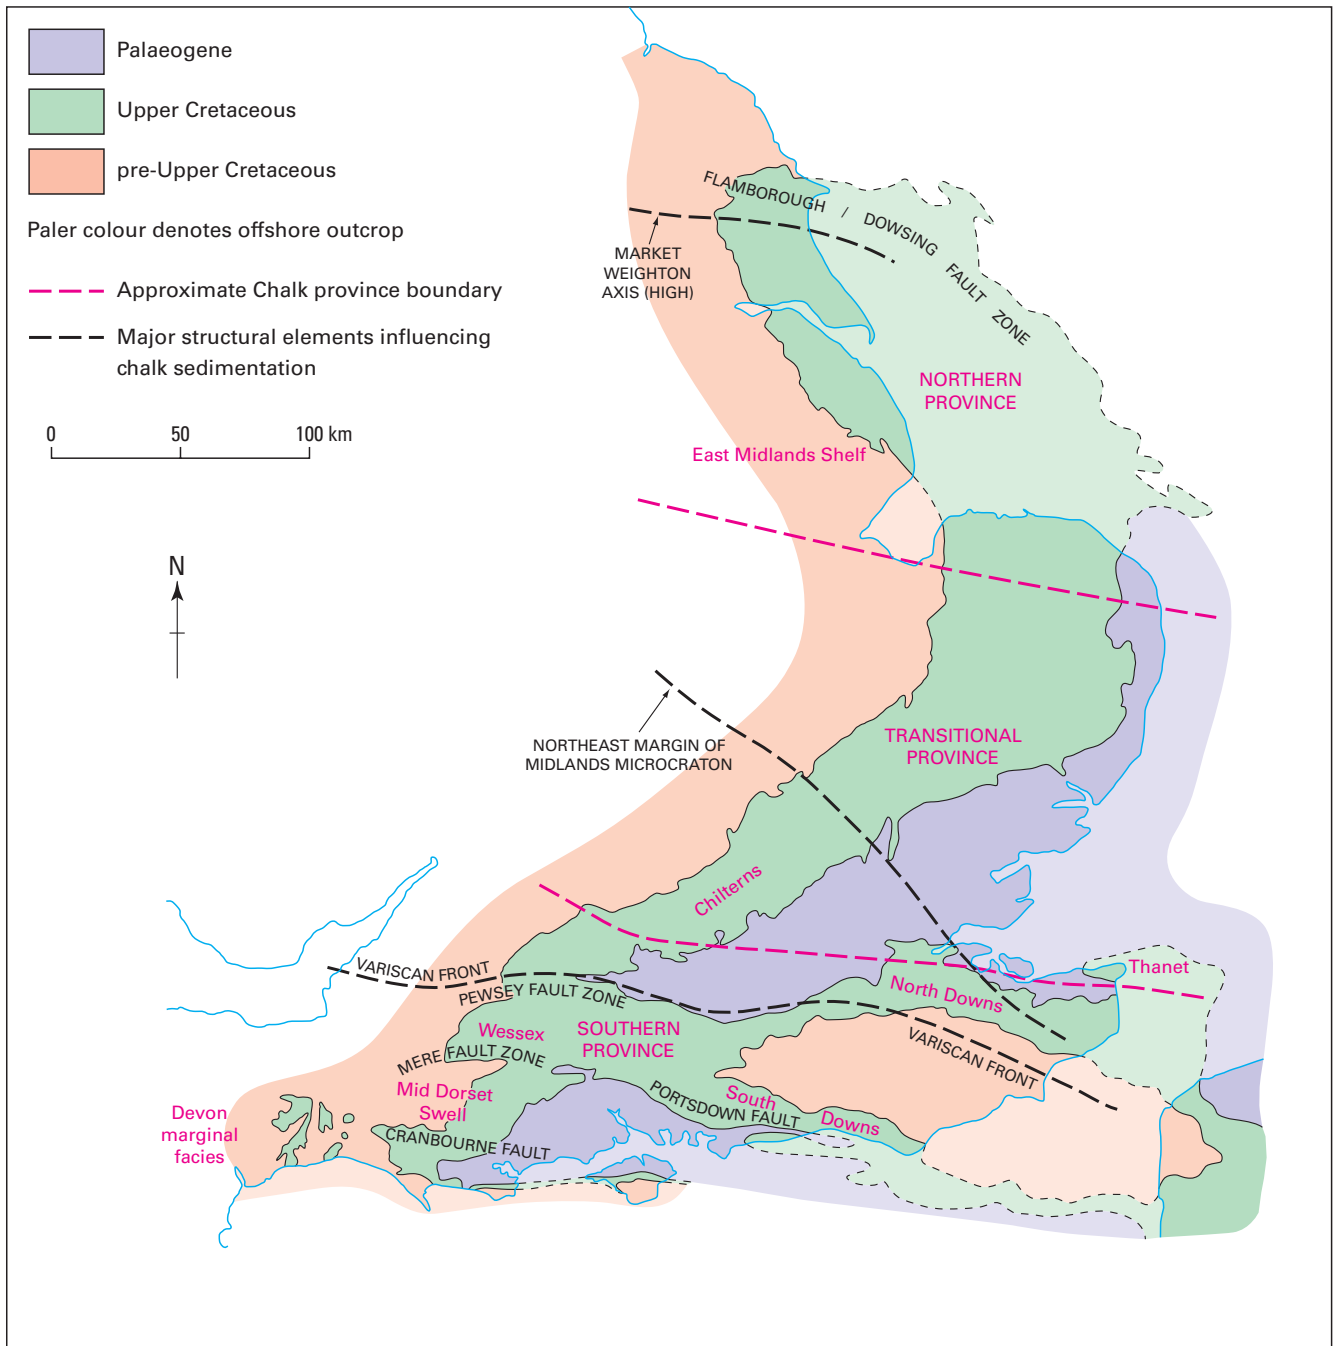 Palaeogene
Upper Cretaceous
pre-Upper Cretaceous
Paler colour denotes offshore outcrop
Approximate Chalk province boundary
Major structural elements influencing
chalk sedimentation
0 50 100 km
N
FLAMBOROUGH / DOWSING FAULT ZONE
MARKET
WEIGHTON
AXIS (HIGH)
NORTHERN
PROVINCE
East Midlands Shelf
NORTHEAST MARGIN OF
MIDLANDS MICROCRATON
TRANSITIONAL
PROVINCE
Chilterns
VARISCAN FRONT
PEWSEY FAULT ZONE
Thanet
North Downs
Wessex
SOUTHERN
PROVINCE
VARISCAN FRONT
MERE FAULT ZONE
Mid Dorset
Swell
PORTSDOWN FAULT
South Downs
Devon
marginal
facies
CRANBOURNE FAULT